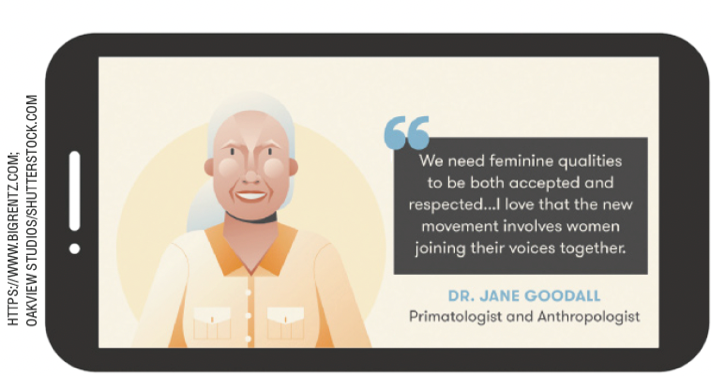 HTTPS://WWW.BIGRENTZ.COM;
OAKVIEW STUDIOS/SHUTTERSTOCK.COM
“
We need feminine qualities
to be both accepted and
respected...I love that the new
movement involves women
joining their voices together.
DR. JANE GOODALL
Primatologist and Anthropologist